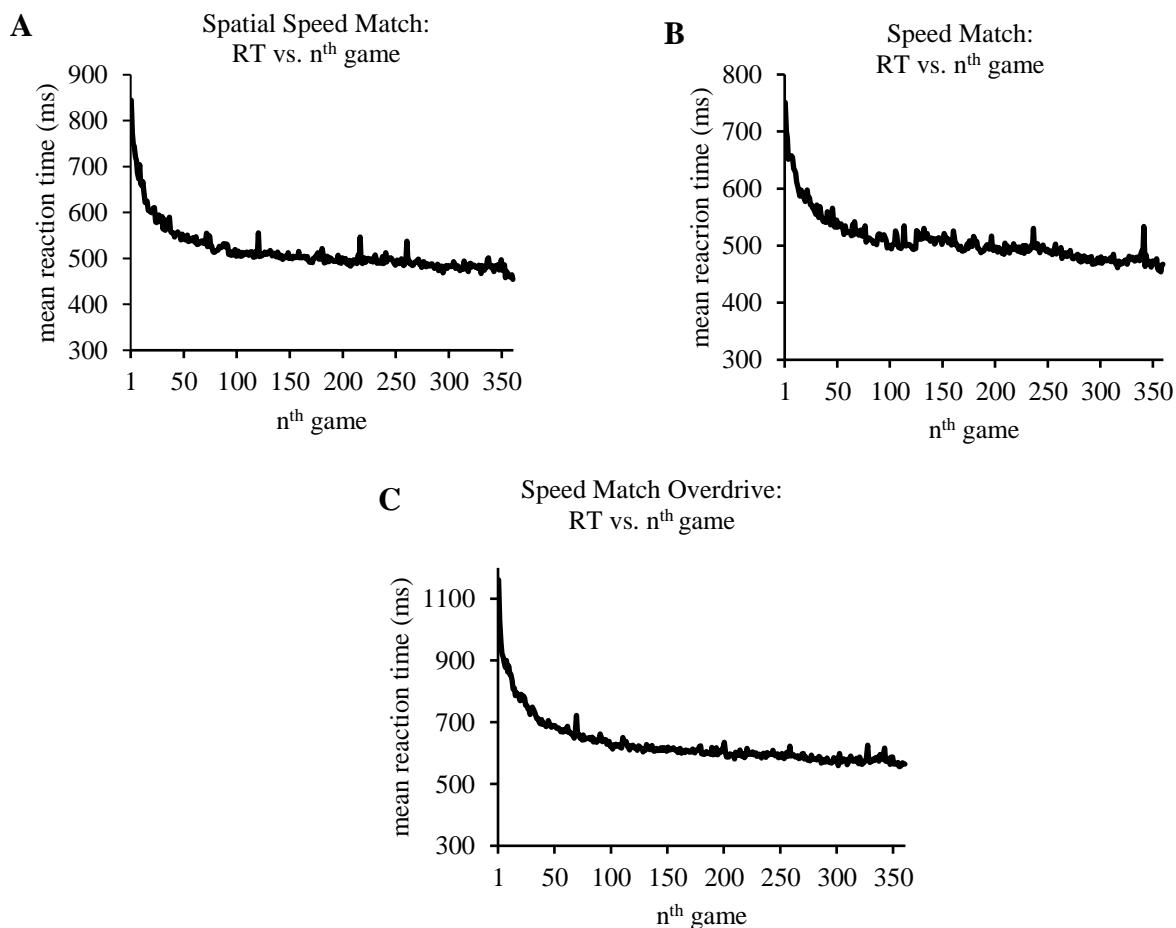 A
Spatial Speed Match:
RT vs. nth game
mean reaction time (ms)
900
800
700
600
500
400
300
1 50 100 150 200 250 300 350
nth game
B
Speed Match:
RT vs. nth game
mean reacrion time (ms)
800
700
600
500
400
300
1 50 100 150 200 250 300 350
nth game
C
Speed Match Overdrive:
RT vs. nth game
mean reaction time (ms)
1100
900
700
500
300
1 50 100 150 200 250 300 350
nth game